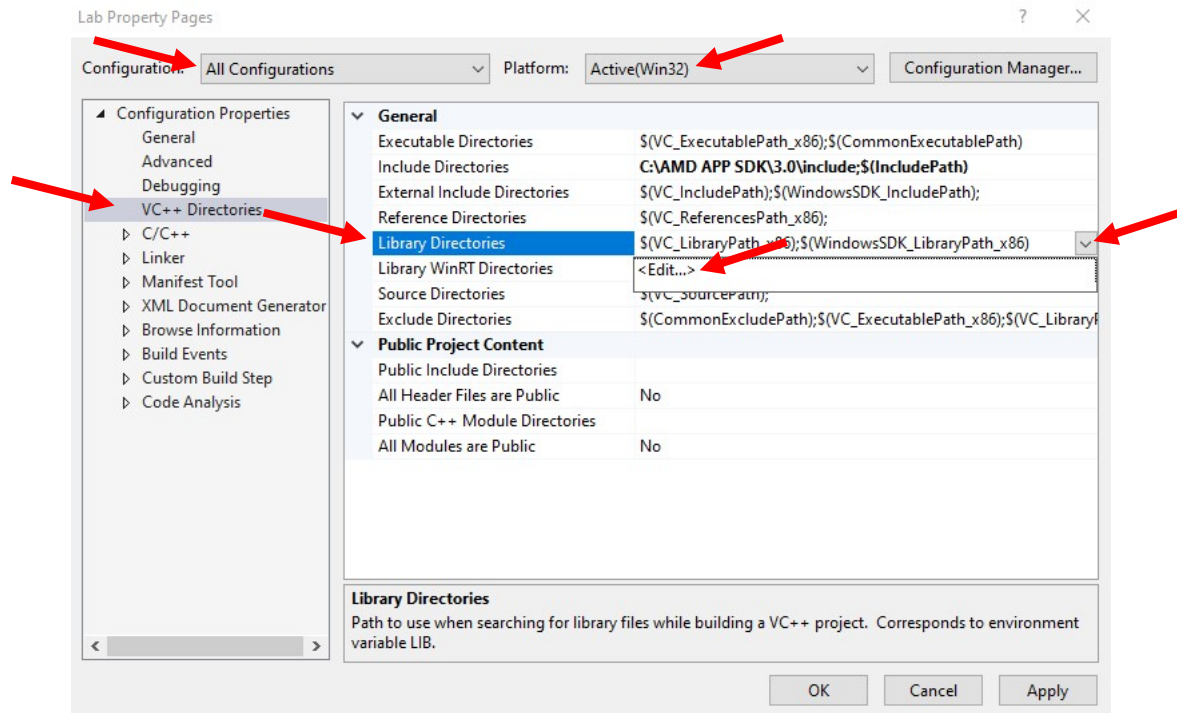 Lab Property Pages
Configuration: All Configurations Platform: Active(Win32) Configuration Manager...
Configuration Properties
General
Advanced
Debugging
VC++ Directories
C/C++
Linker
Manifest Tool
XML Document Generator
Browse Information
Build Events
Custom Build Step
Code Analysis
General
Executable Directories $(VC_ExecutablePath_x86);$(CommonExecutablePath)
Include Directories C:\AMD APP SDK\3.0\include;$(IncludePath)
External Include Directories $(VC_IncludePath);$(WindowsSDK_IncludePath);
Reference Directories $(VC_ReferencesPath_x86);
Library Directories $(VC_LibraryPath_x86);$(WindowsSDK_LibraryPath_x86)
Library WinRT Directories <Edit...>
Source Directories $(VC_SourcePath);
Exclude Directories $(CommonExcludePath);$(VC_ExecutablePath_x86);$(VC_LibraryP
Public Project Content
Public Include Directories
All Header Files are Public No
Public C++ Module Directories
All Modules are Public No
Library Directories
Path to use when searching for library files while building a VC++ project. Corresponds to environment
variable LIB.
OK Cancel Apply